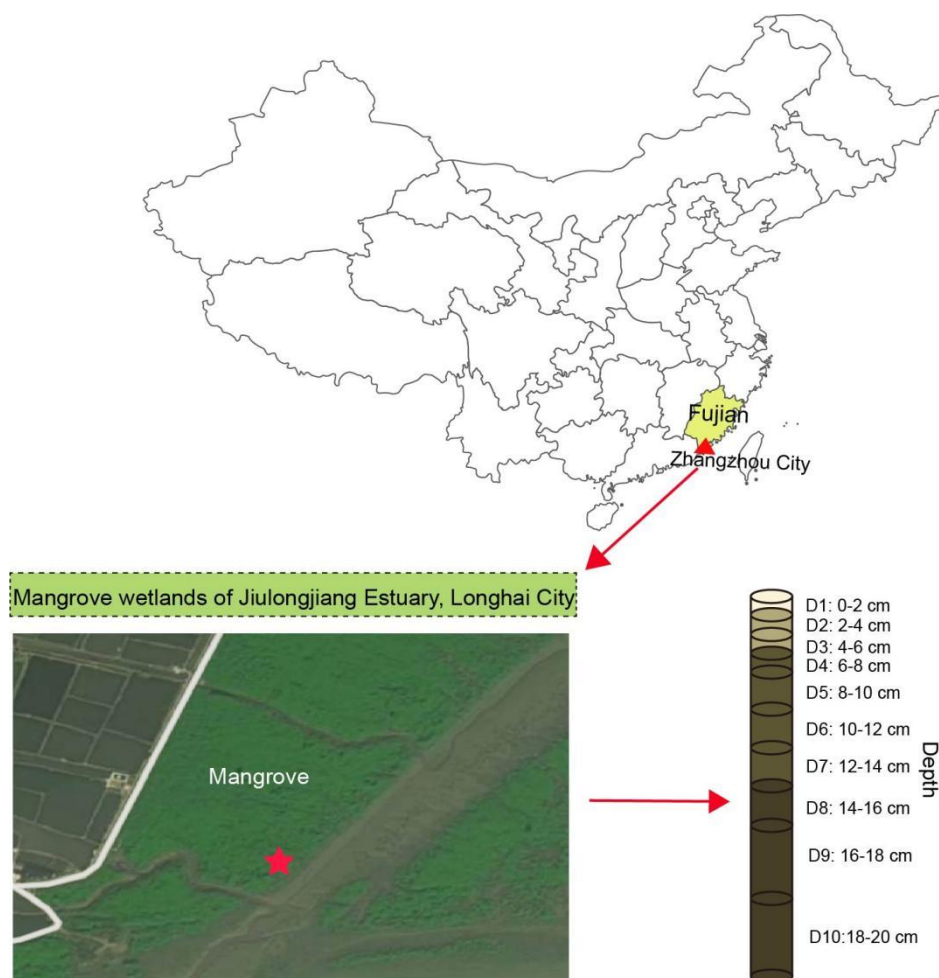 Fujian
Zhangzhou City
Mangrove wetlands of Jiulongjiang Estuary, Longhai City
Mangrove
D1: 0-2 cm
D2: 2-4 cm
D3: 4-6 cm
D4: 6-8 cm
D5: 8-10 cm
D6: 10-12 cm
D7: 12-14 cm
D8: 14-16 cm
D9: 16-18 cm
D10:18-20 cm
Depth